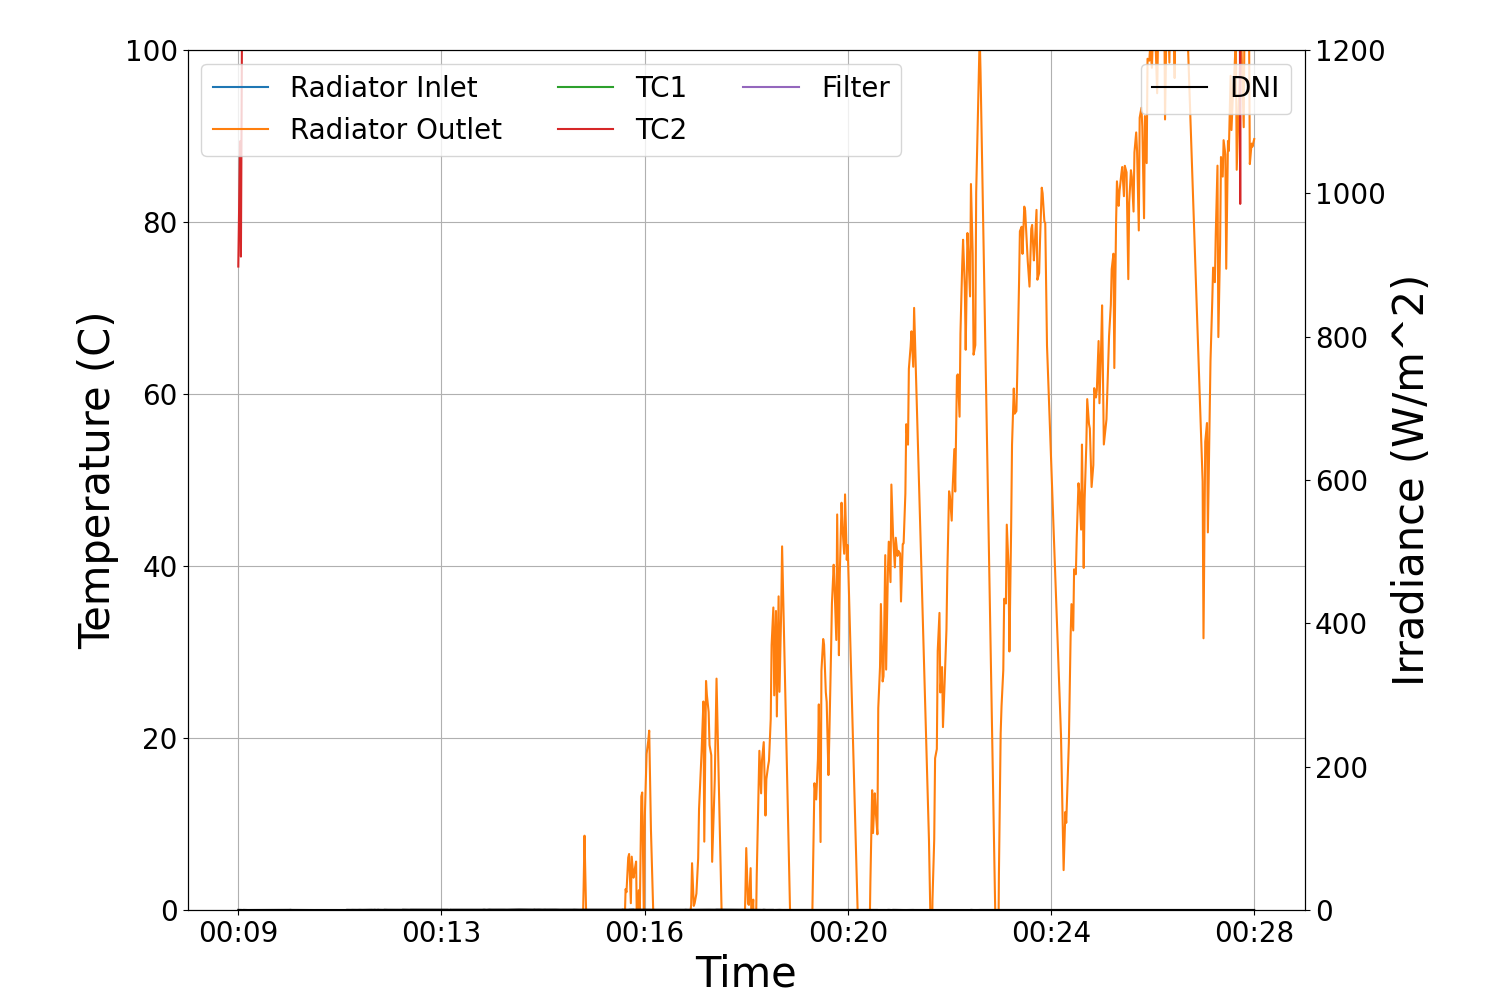 100
80
60
40
20
0
Temperature (C)
Radiator Inlet
Radiator Outlet
TC1
TC2
Filter
DNI
1200
1000
800
600
400
200
0
Irradiance (W/m^2)
00:09 00:13 00:16 00:20 00:24 00:28
Time